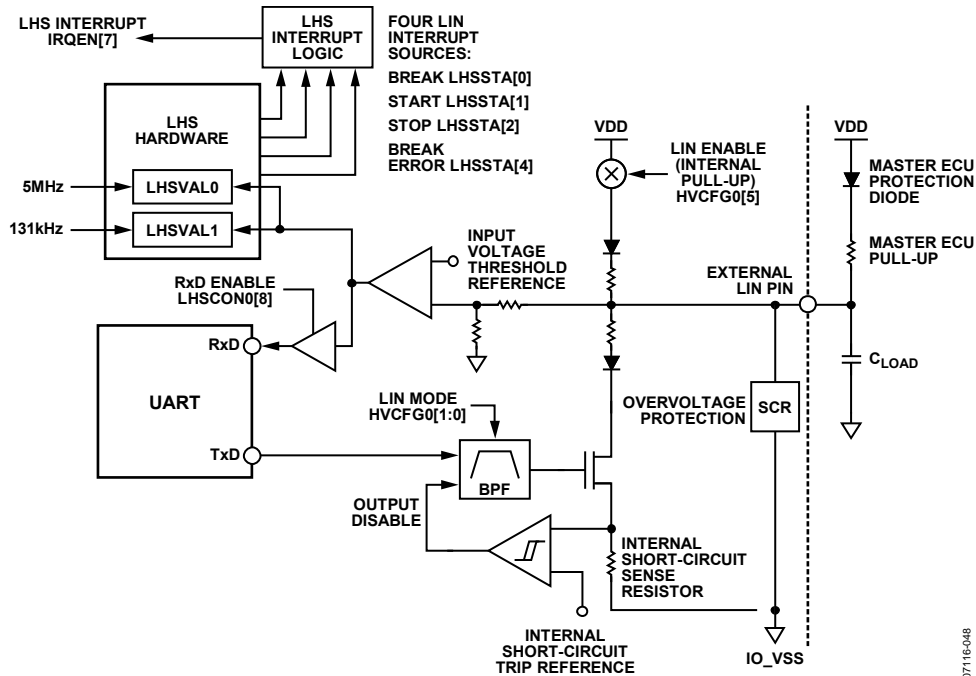 LHS INTERRUPT
IRQEN[7]
LHS
INTERRUPT
LOGIC
FOUR LIN
INTERRUPT
SOURCES:
BREAK LHSSTA[0]
START LHSSTA[1]
STOP LHSSTA[2]
BREAK
ERROR LHSSTA[4]
LHS
HARDWARE
5MHz
LHSVAL0
131kHz
LHSVAL1
VDD
LIN ENABLE
(INTERNAL
PULL-UP)
HVCFG0[5]
VDD
MASTER ECU
PROTECTION
DIODE
MASTER ECU
PULL-UP
INPUT
VOLTAGE
THRESHOLD
REFERENCE
EXTERNAL
LIN PIN
RxD ENABLE
LHSCON0[8]
RxD
UART
TxD
LIN MODE
HVCFG0[1:0]
BPF
OUTPUT
DISABLE
OVERVOLTAGE
PROTECTION
SCR
CLOAD
INTERNAL
SHORT-CIRCUIT
SENSE
RESISTOR
INTERNAL
SHORT-CIRCUIT
TRIP REFERENCE
IO_VSS
07116-048